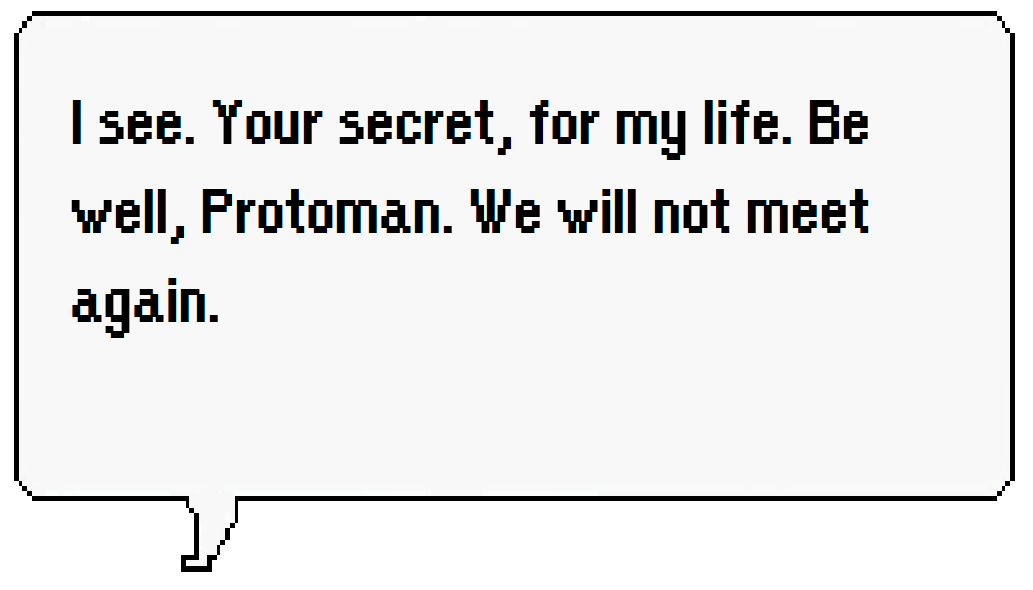 I see. Your secret, for my life. Be
well, Protoman. We will not meet
again.